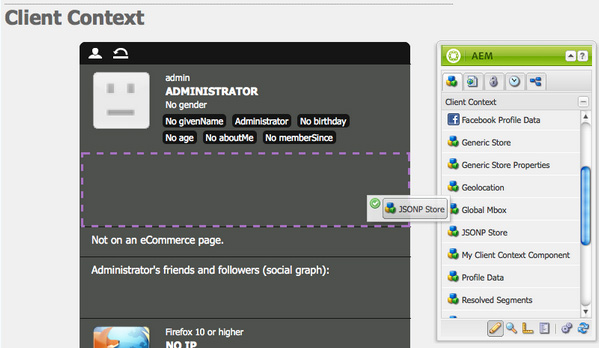 Client Context
admin
ADMINISTRATOR
No gender
No givenName Administrator No birthday
No age No aboutMe No memberSince
Not on an eCommerce page.
Administrator's friends and followers (social graph):
Firefox 10 or higher
NO IP
AEM
?
Client Context
Facebook Profile Data
Generic Store
Generic Store Properties
Geolocation
Global Mbox
JSONP Store
JSONP Store
My Client Context Component
Profile Data
Resolved Segments